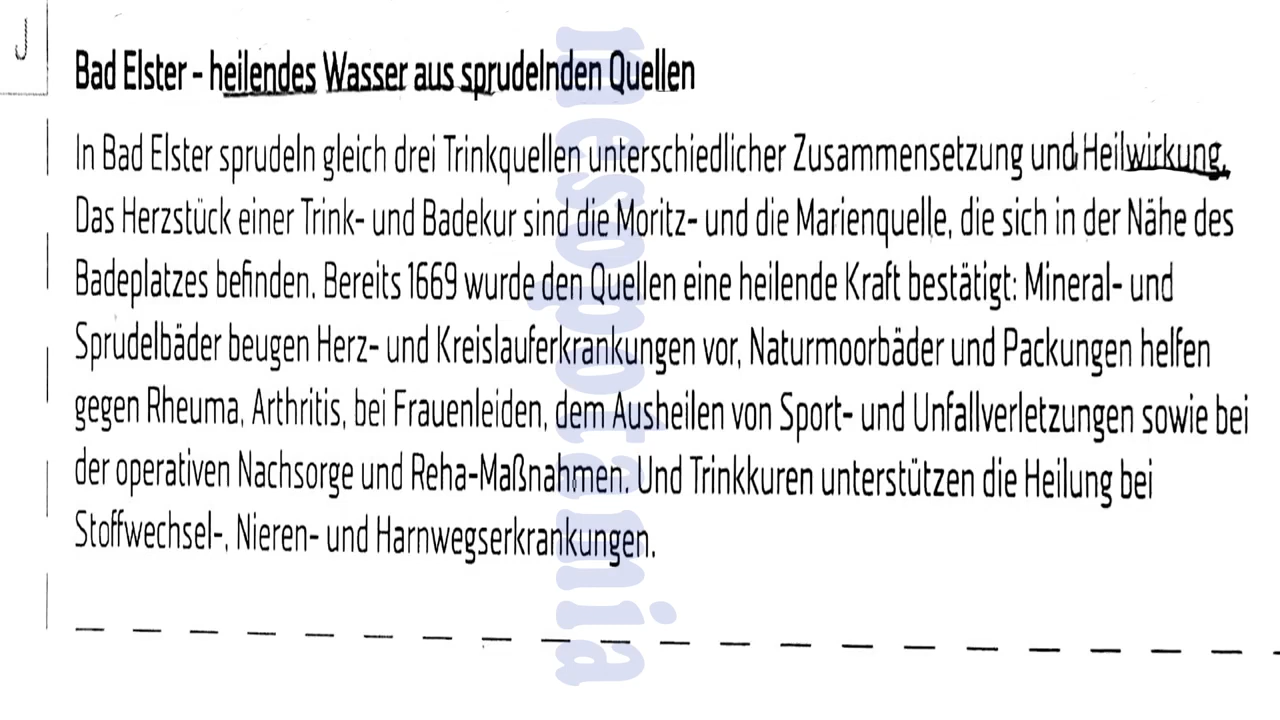 J
Bad Elster – heilendes Wasser aus sprudelnden Quellen
In Bad Elster sprudeln gleich drei Trinkquellen unterschiedlicher Zusammensetzung und Heilwirkung.
Das Herzstück einer Trink- und Badekur sind die Moritz- und die Marienquelle, die sich in der Nähe des
Badeplatzes befinden. Bereits 1669 wurde den Quellen eine heilende Kraft bestätigt: Mineral- und
Sprudelbäder beugen Herz- und Kreislauferkrankungen vor, Naturmoorbäder und Packungen helfen
gegen Rheuma, Arthritis, bei Frauenleiden, dem Ausheilen von Sport- und Unfallverletzungen sowie bei
der operativen Nachsorge und Reha-Maßnahmen. Und Trinkkuren unterstützen die Heilung bei
Stoffwechsel-, Nieren- und Harnwegserkrankungen.
mesopotamia